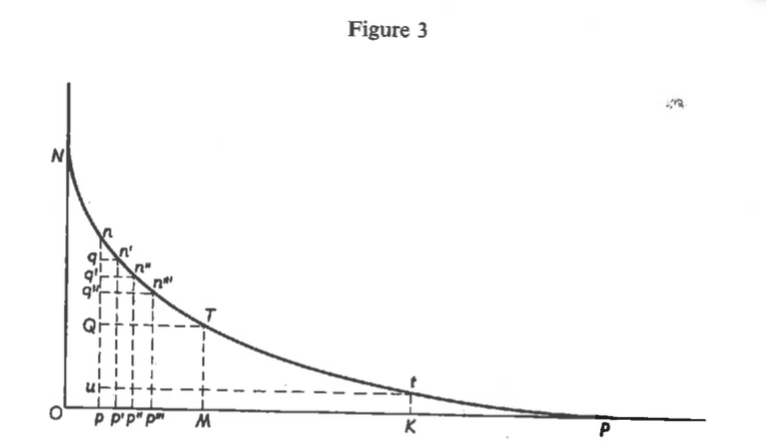 Figure 3
N
n
q n'
q' n''
q'' n'''
Q T
u t
O p p' p'' p''' M K P